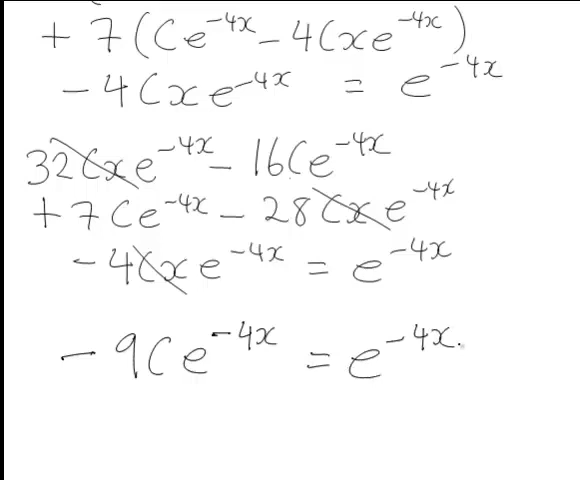 + 7(Ce^{-4x} - 4Cxe^{-4x})
- 4Cxe^{-4x} = e^{-4x}
32Cxe^{-4x} - 16Ce^{-4x}
+ 7Ce^{-4x} - 28Cxe^{-4x}
- 4Cxe^{-4x} = e^{-4x}
- 9Ce^{-4x} = e^{-4x}.